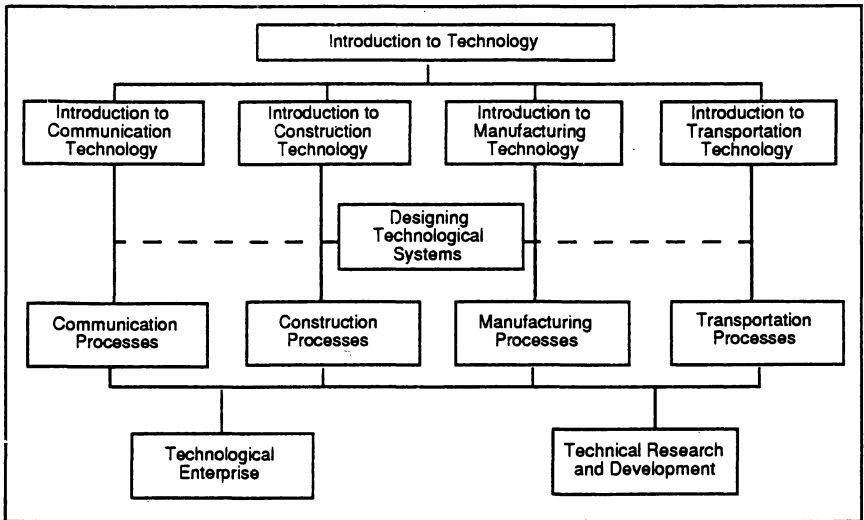 Introduction to Technology
Introduction to
Communication
Technology
Introduction to
Construction
Technology
Introduction to
Manufacturing
Technology
Introduction to
Transportation
Technology
Designing
Technological
Systems
Communication
Processes
Construction
Processes
Manufacturing
Processes
Transportation
Processes
Technological
Enterprise
Technical Research
and Development